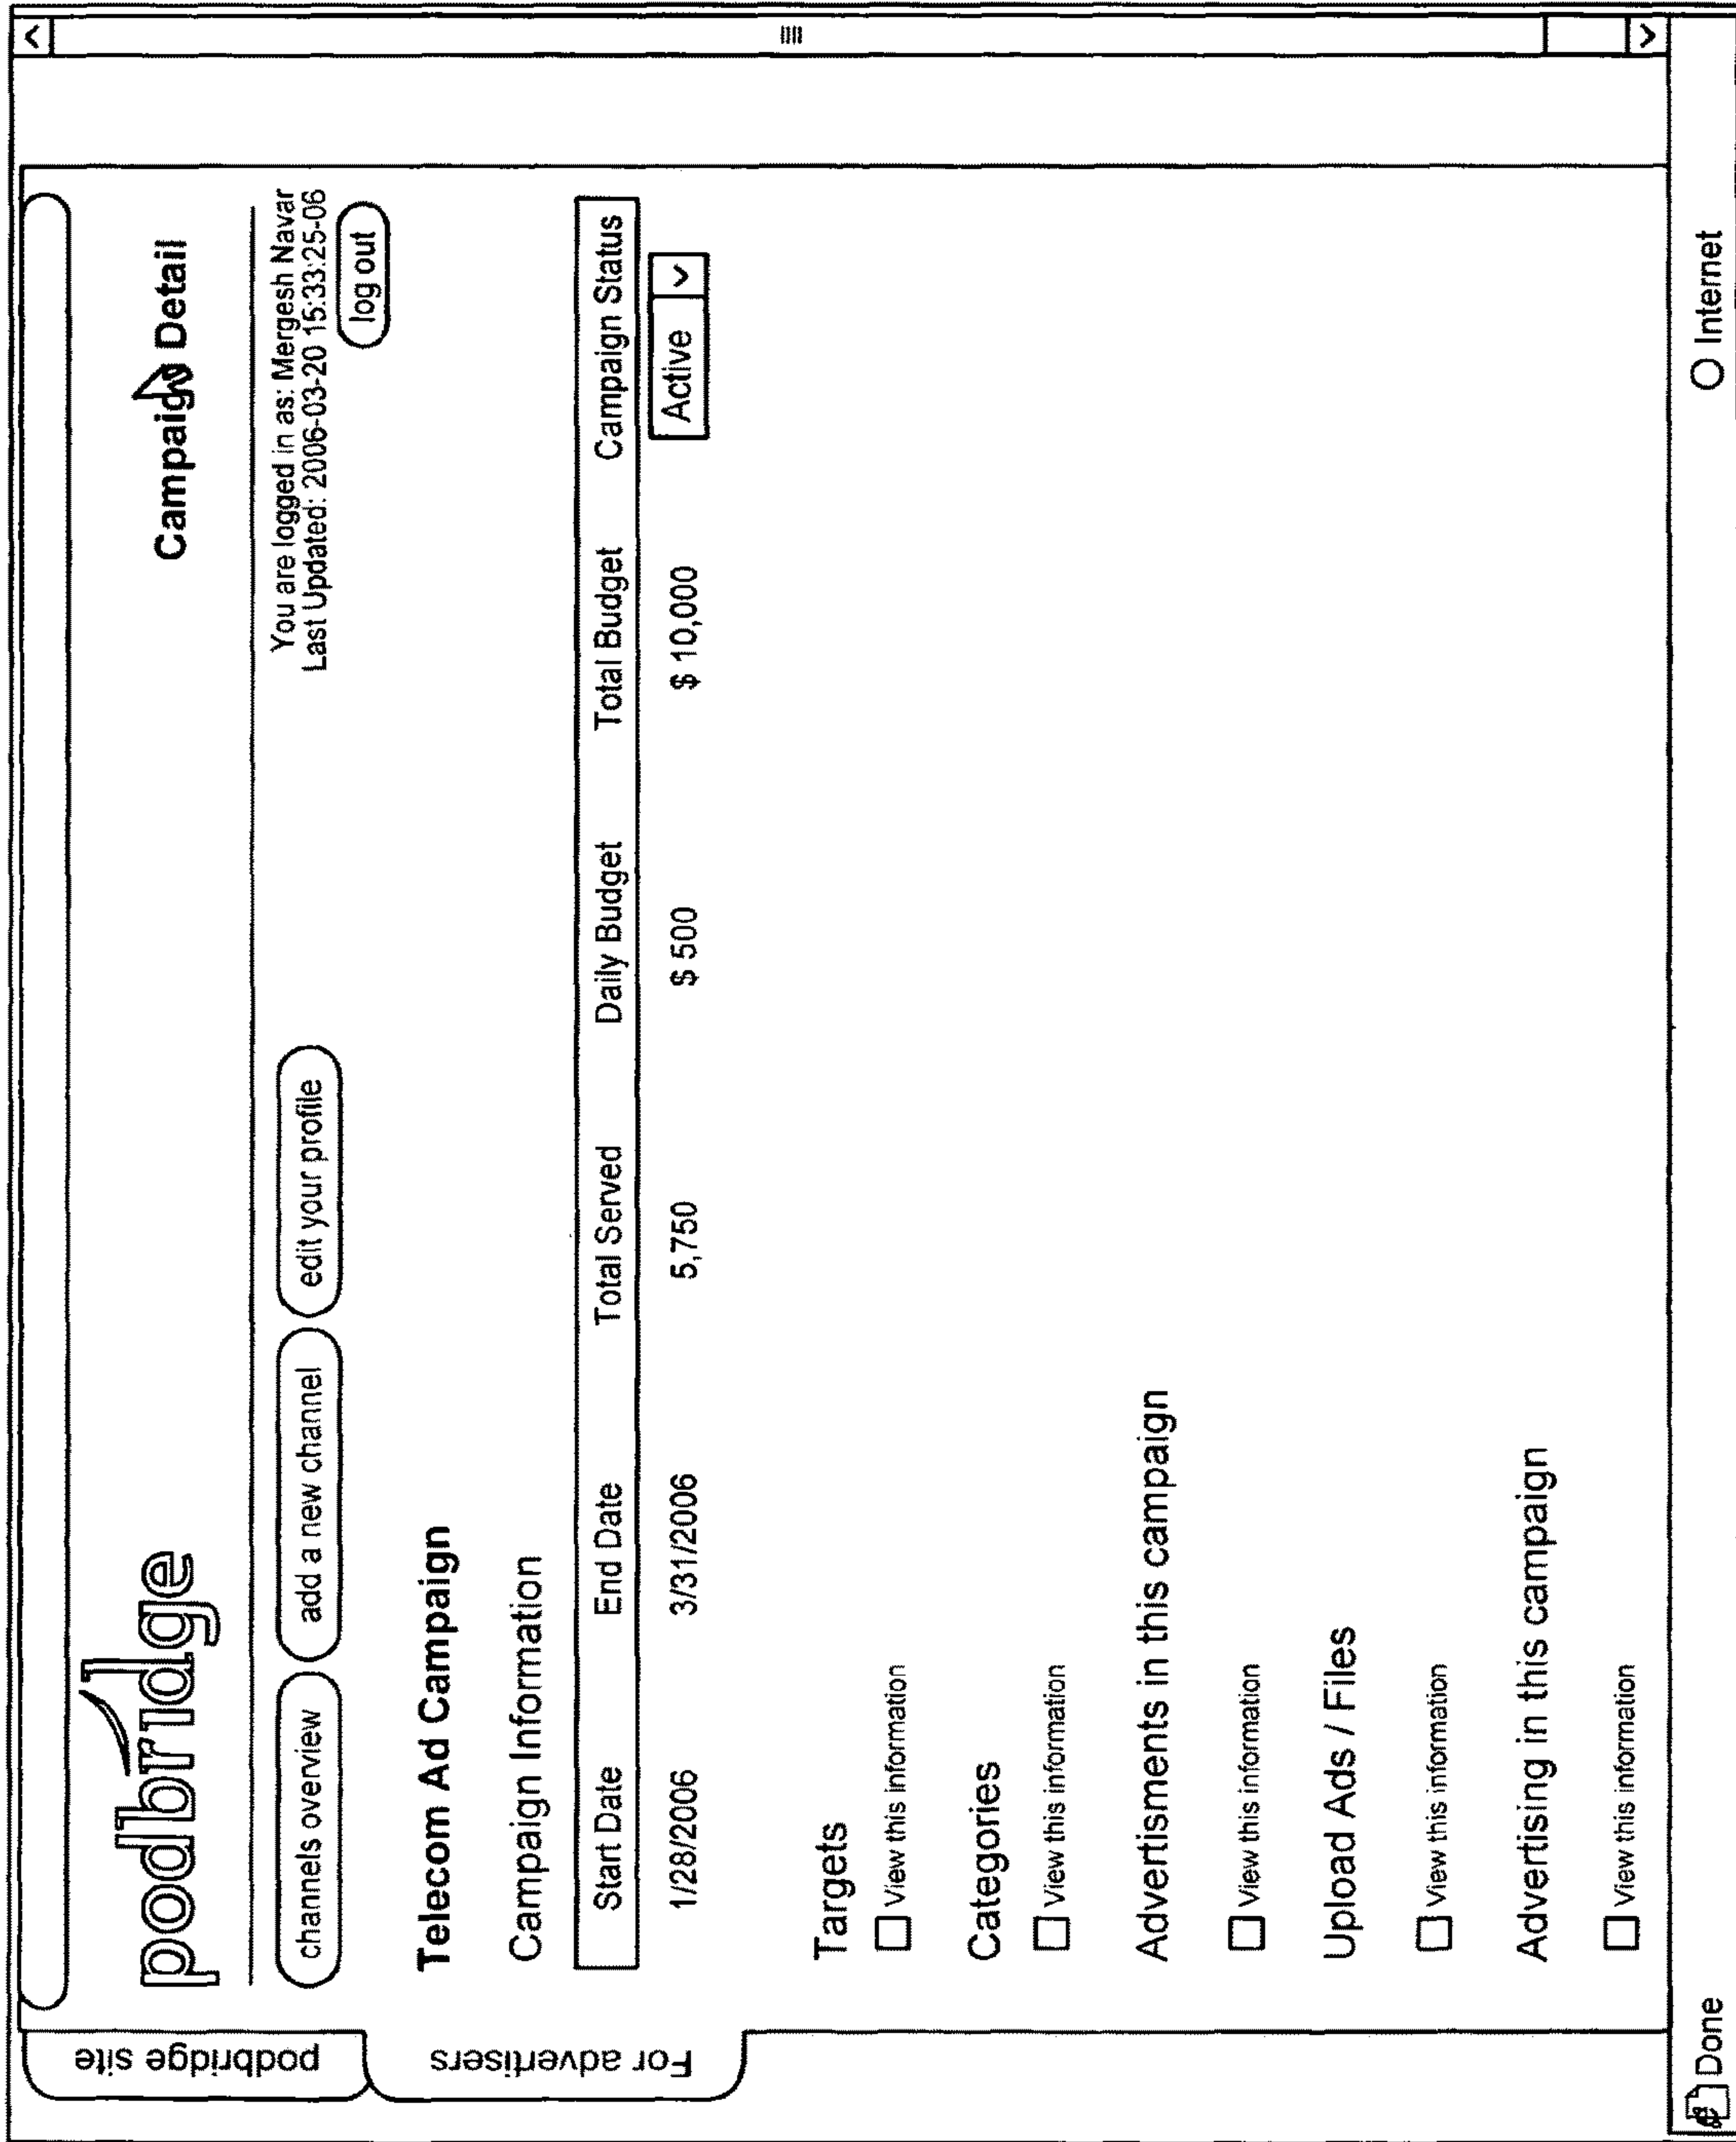 podbridge site
For advertisers
podbridge
Campaign Detail
channels overview add a new channel edit your profile
You are logged in as: Mergesh Navar
Last Updated: 2006-03-20 15:33:25-06
log out
Telecom Ad Campaign
Campaign Information
Start Date End Date Total Served Daily Budget Total Budget Campaign Status
1/28/2006 3/31/2006 5,750 $ 500 $ 10,000 Active
Targets
View this information
Categories
View this information
Advertisments in this campaign
View this information
Upload Ads / Files
View this information
Advertising in this campaign
View this information
Done Internet